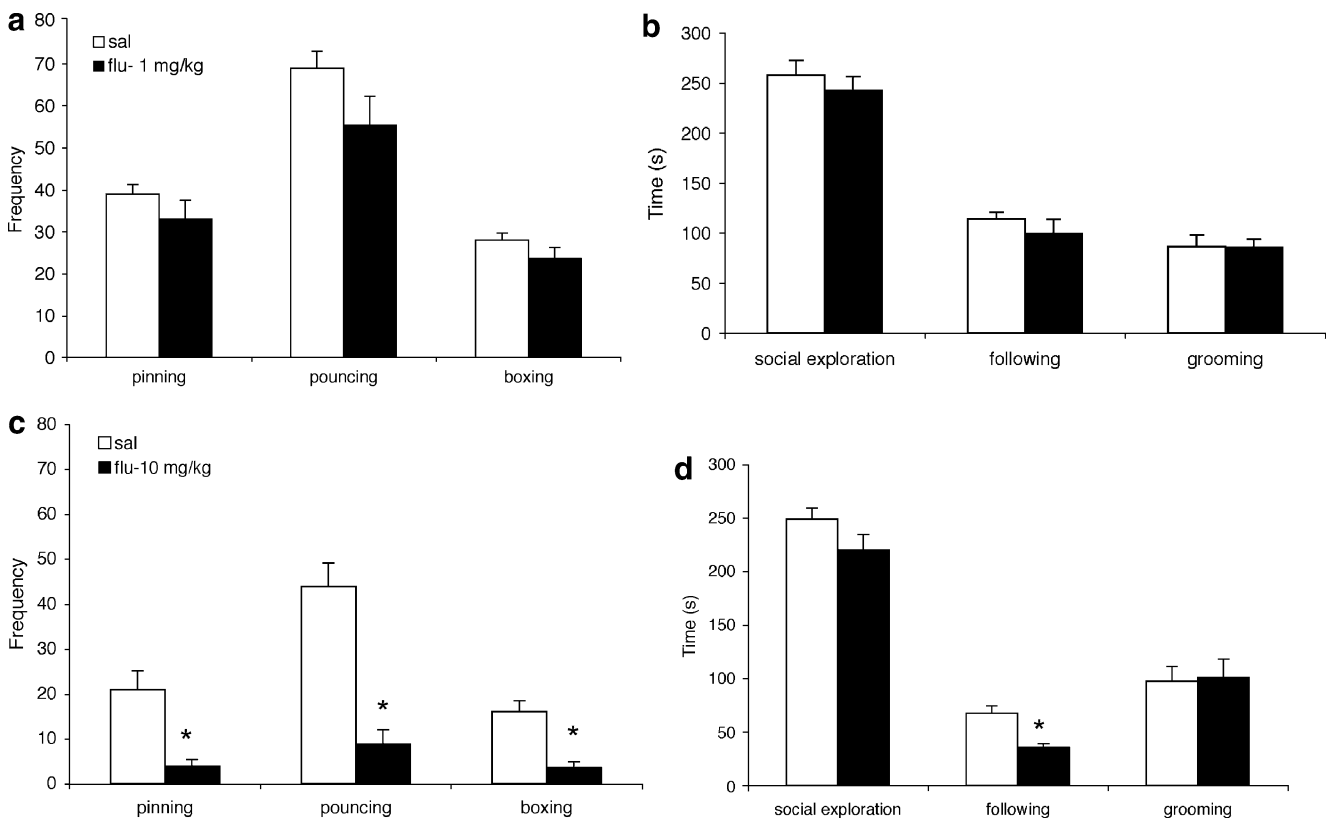 a
80
70
60
50
40
30
20
10
0
Frequency
sal
flu- 1 mg/kg
pinning pouncing boxing
b
300
250
200
150
100
50
0
Time (s)
social exploration following grooming
c
80
70
60
50
40
30
20
10
0
Frequency
sal
flu-10 mg/kg
* * *
pinning pouncing boxing
d
300
250
200
150
100
50
0
Time (s)
*
social exploration following grooming